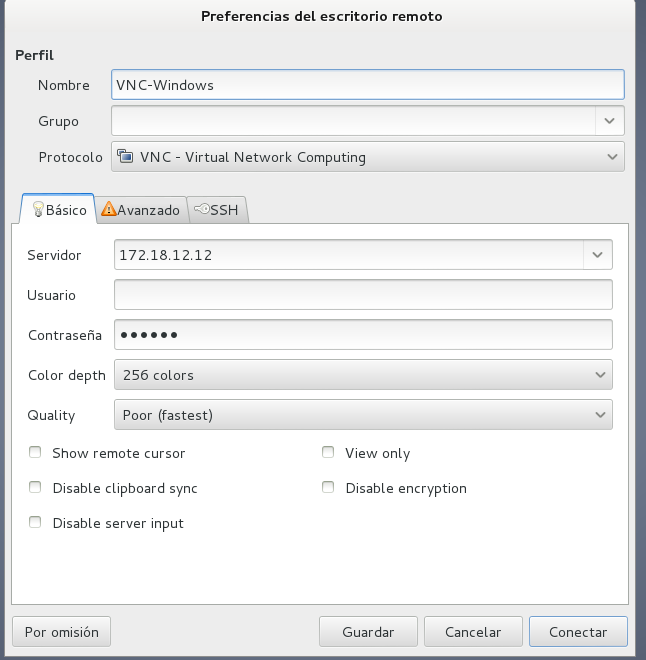 Preferencias del escritorio remoto
Perfil
Nombre VNC-Windows
Grupo
Protocolo VNC - Virtual Network Computing
Básico Avanzado SSH
Servidor 172.18.12.12
Usuario
Contraseña ●●●●●●
Color depth 256 colors
Quality Poor (fastest)
Show remote cursor View only
Disable clipboard sync Disable encryption
Disable server input
Por omisión Guardar Cancelar Conectar